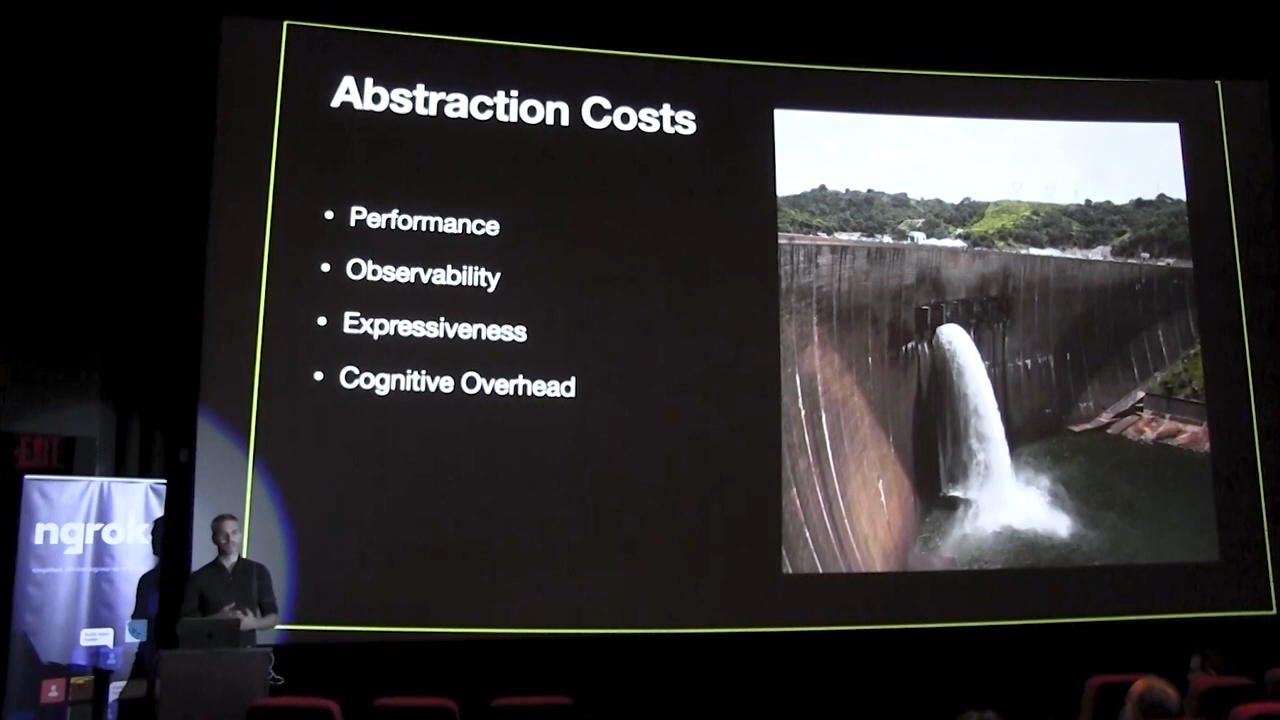 Abstraction Costs
• Performance
• Observability
• Expressiveness
• Cognitive Overhead
EXIT
ngrok